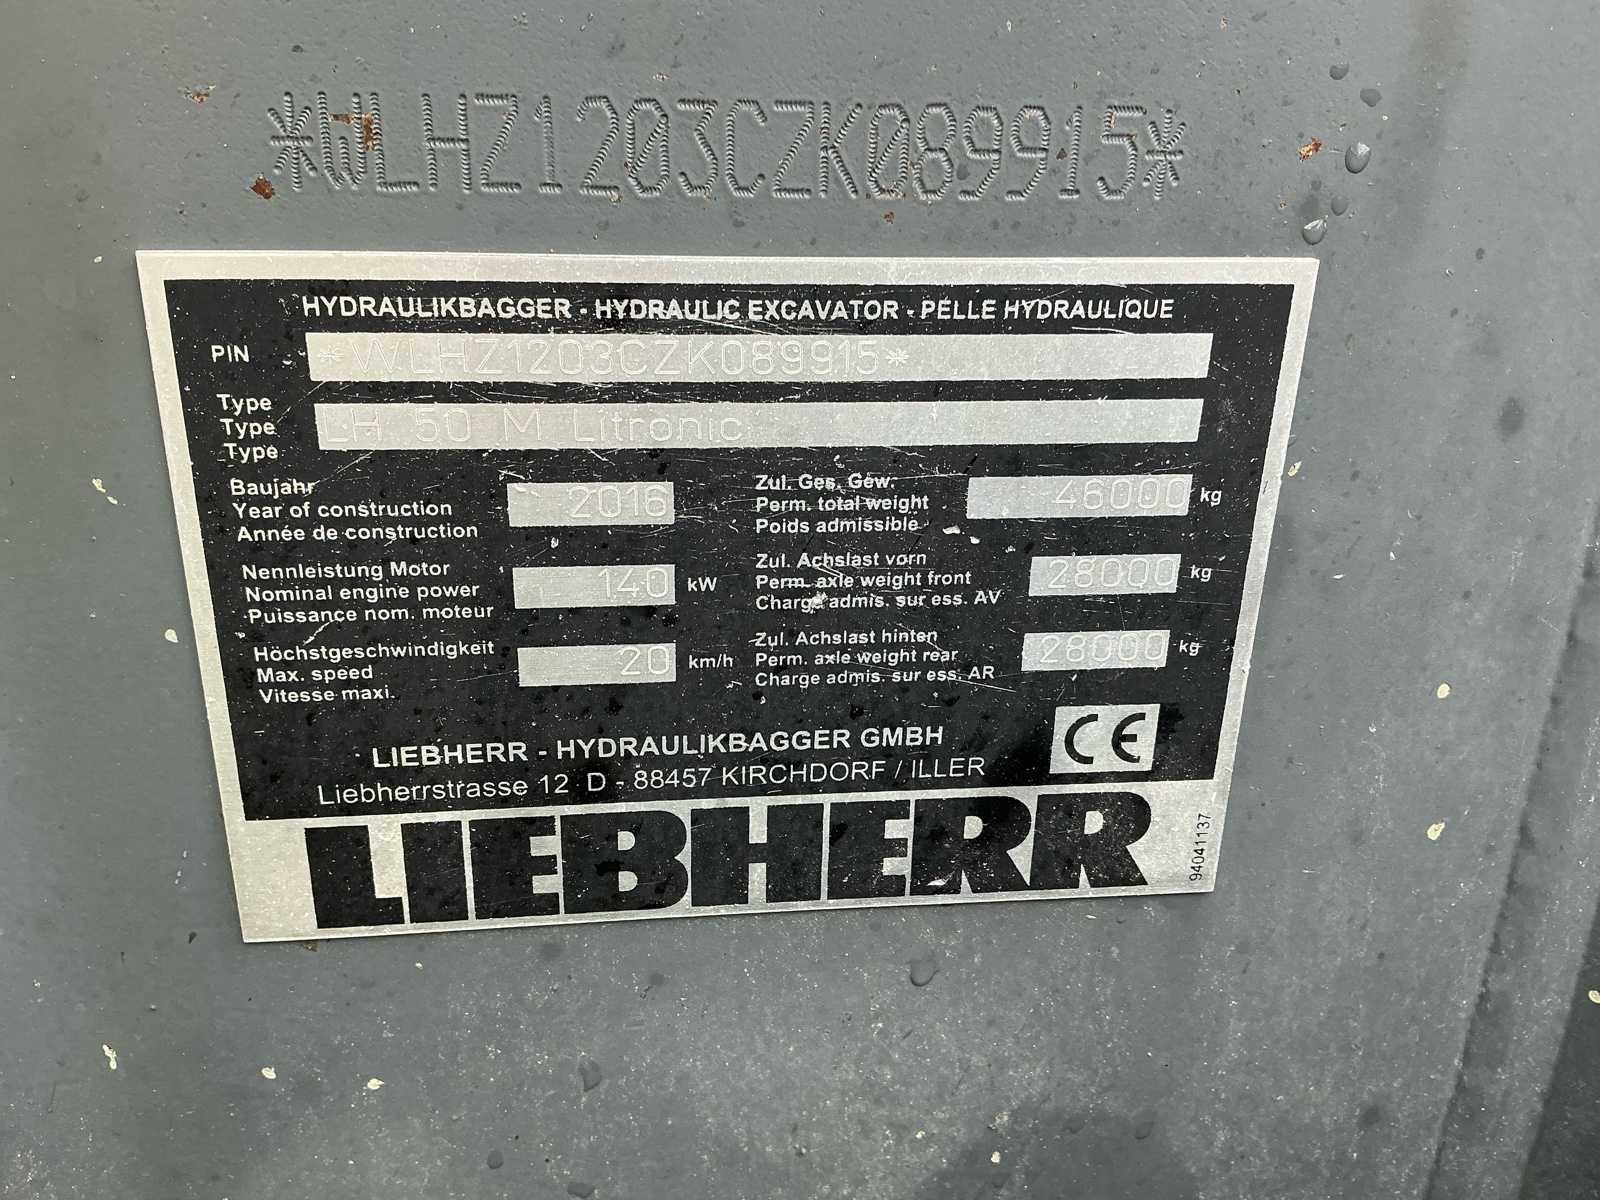 *WLHZ1203CZK089915*
HYDRAULIKBAGGER - HYDRAULIC EXCAVATOR - PELLE HYDRAULIQUE
PIN *WLHZ1203CZK089915*
Type
Type LH 50 M Litronic
Type
Baujahr
Year of construction 2016
Année de construction
Zul. Ges. Gew.
Perm. total weight 46000 kg
Poids admissible
Nennleistung Motor
Nominal engine power 140 kW
Puissance nom. moteur
Zul. Achslast vorn
Perm. axle weight front 28000 kg
Charge admis. sur ess. AV
Höchstgeschwindigkeit
Max. speed 20 km/h
Vitesse maxi.
Zul. Achslast hinten
Perm. axle weight rear 28000 kg
Charge admis. sur ess. AR
LIEBHERR - HYDRAULIKBAGGER GMBH
Liebherrstrasse 12 D - 88457 KIRCHDORF / ILLER
CE
LIEBHERR
94041137